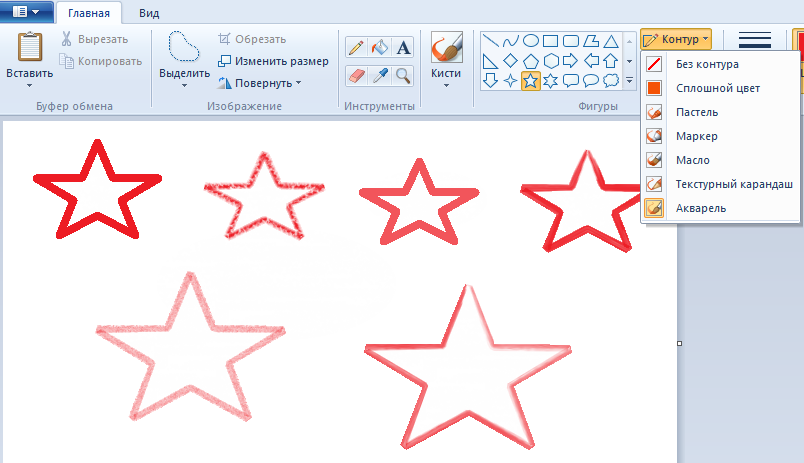 Главная
Вид
Вставить
Вырезать
Копировать
Буфер обмена
Выделить
Обрезать
Изменить размер
Повернуть
Изображение
A
Инструменты
Кисти
Фигуры
Контур
Без контура
Сплошной цвет
Пастель
Маркер
Масло
Текстурный карандаш
Акварель